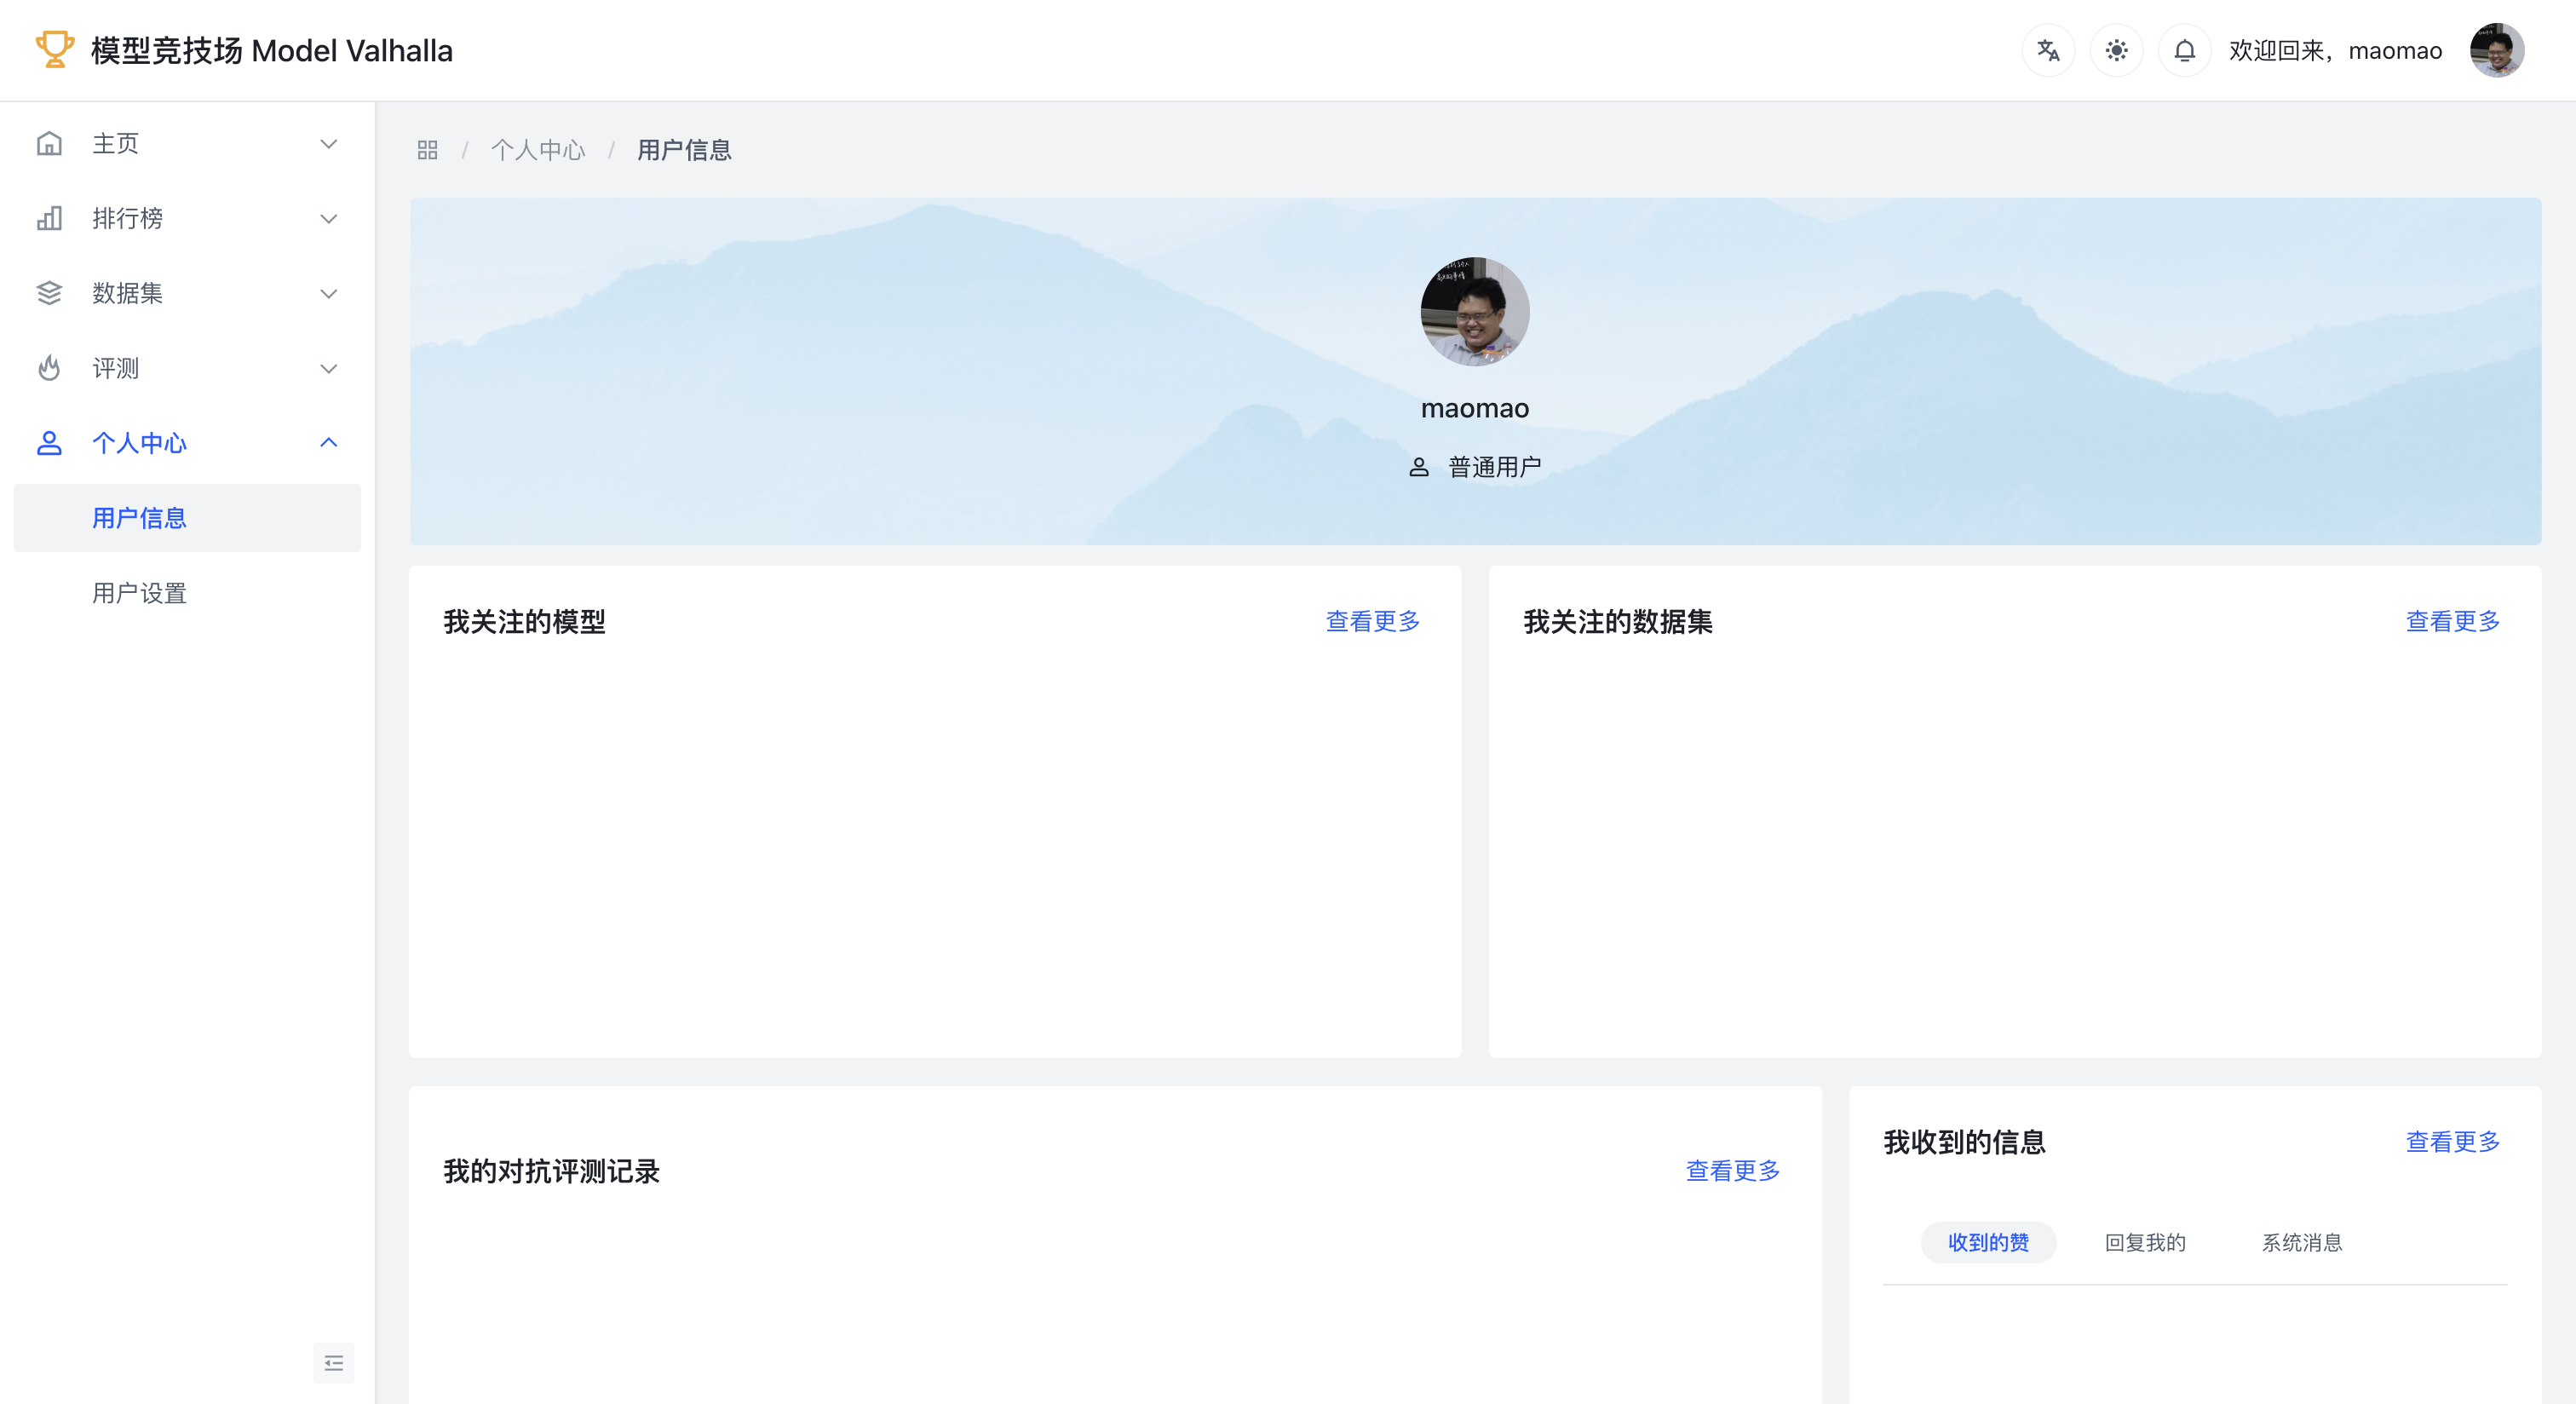 模型竞技场 Model Valhalla
欢迎回来，maomao
主页
排行榜
数据集
评测
个人中心
用户信息
用户设置
个人中心 / 用户信息
maomao
普通用户
我关注的模型 查看更多
我关注的数据集 查看更多
我的对抗评测记录 查看更多
我收到的信息 查看更多
收到的赞 回复我的 系统消息